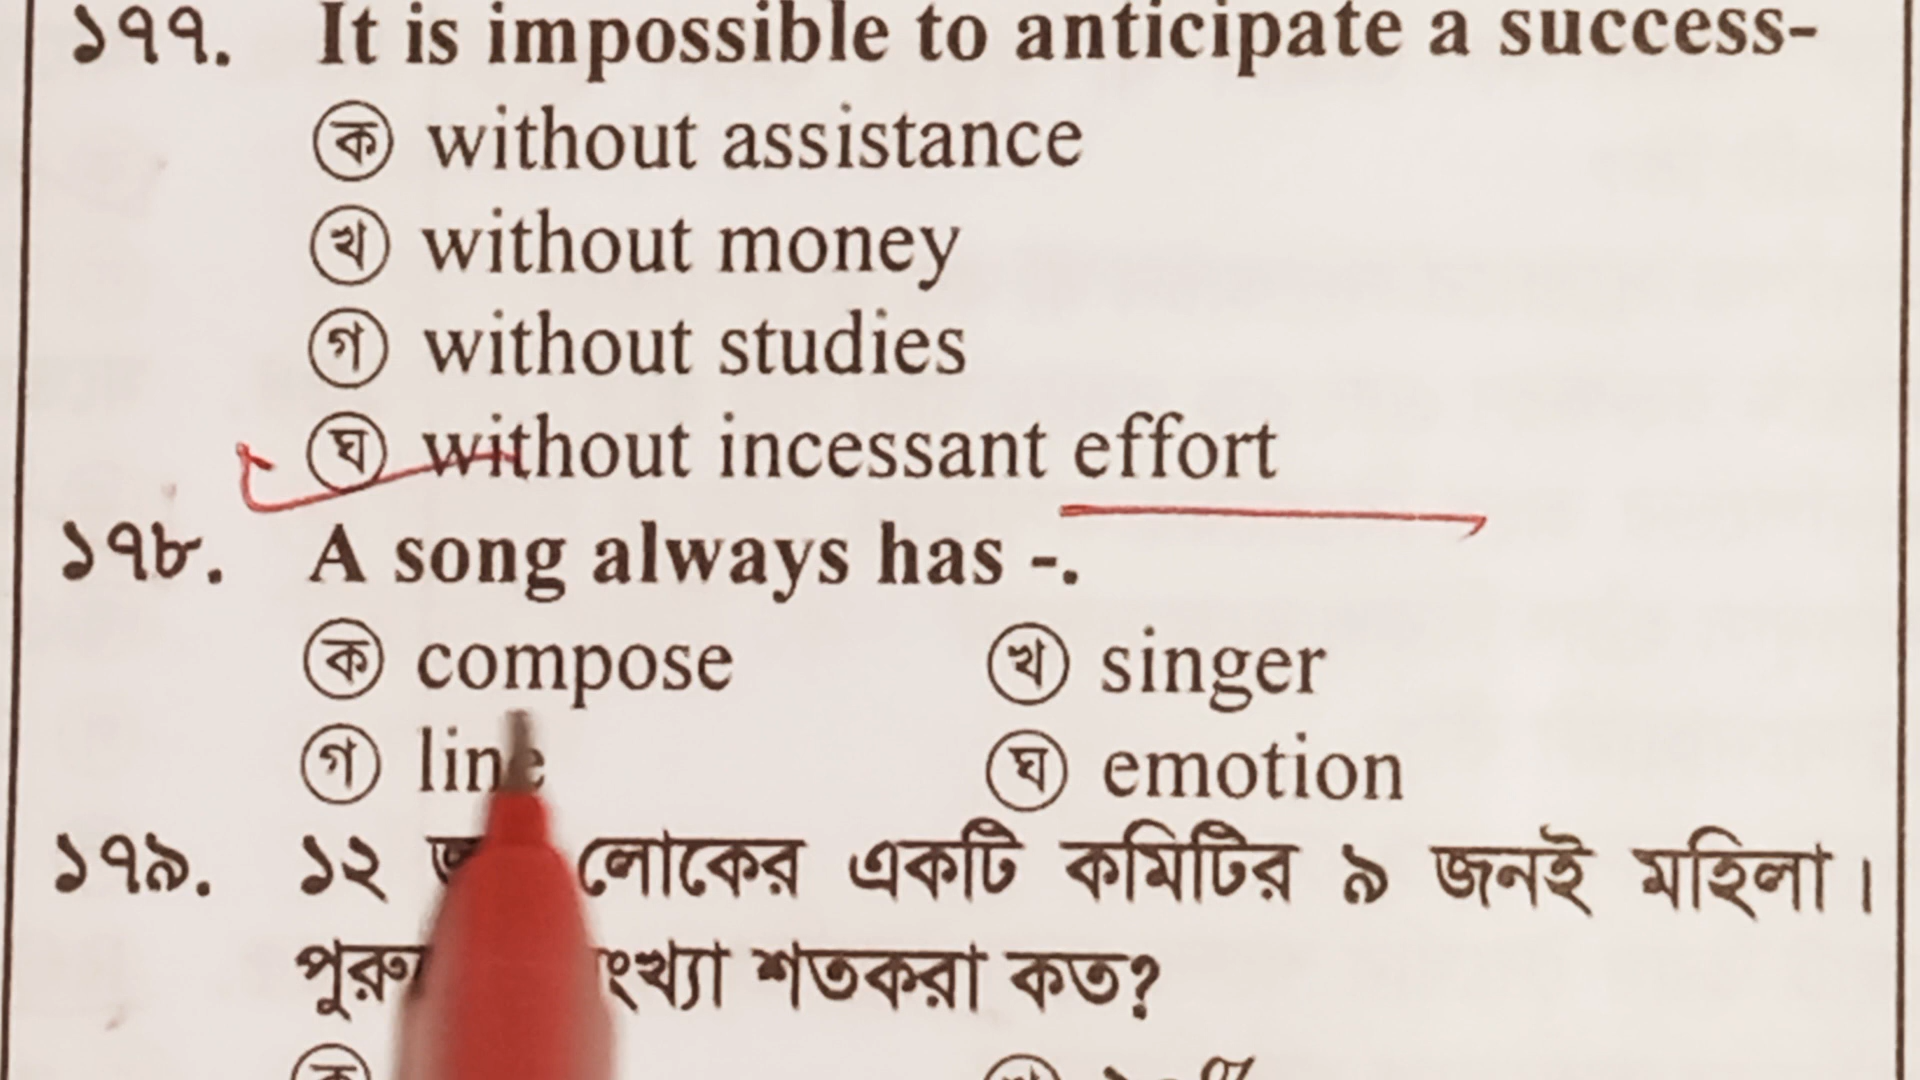 ১৭৭. It is impossible to anticipate a success-
ক without assistance
খ without money
গ without studies
ঘ without incessant effort
১৭৮. A song always has -.
ক compose খ singer
গ line ঘ emotion
১৭৯. ১২ লোকের একটি কমিটির ৯ জনই মহিলা।
শতকরা কত?
ক খ